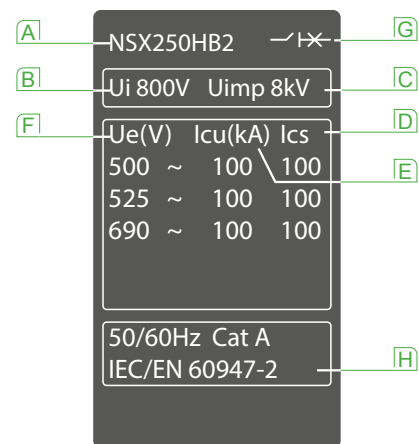 A
NSX250HB2
G
B
Ui 800V Uimp 8kV
C
F
Ue(V) Icu(kA) Ics
D
500 ~ 100 100
E
525 ~ 100 100
690 ~ 100 100
50/60Hz Cat A
IEC/EN 60947-2
H